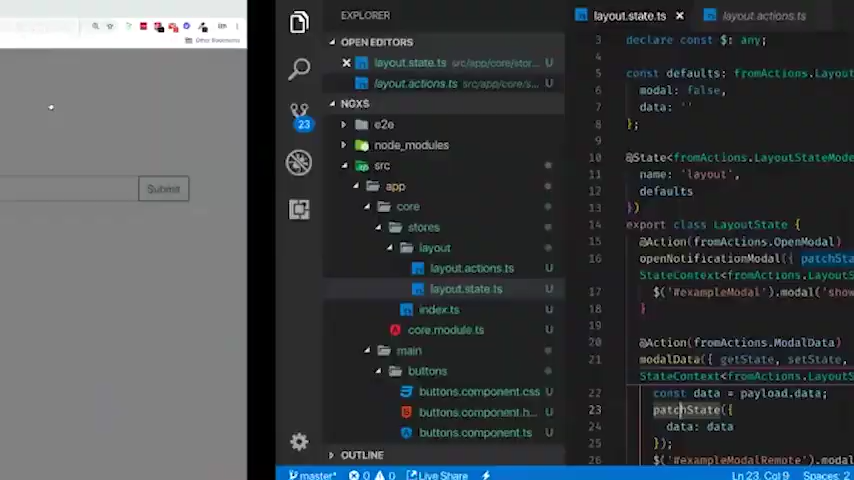 Other Bookmarks
Submit
EXPLORER
OPEN EDITORS
layout.state.ts src/app/core/stor... U
layout.actions.ts src/app/core/s... U
NGXS
e2e
node_modules
src
app
core
stores
layout
layout.actions.ts U
layout.state.ts U
index.ts U
core.module.ts U
main
buttons
buttons.component.css U
buttons.component.h... U
buttons.component.ts U
OUTLINE
23
master* 0 0 Live Share
layout.state.ts
layout.actions.ts
3 declare const $: any;
4
5 const defaults: fromActions.Layout
6 modal: false,
7 data: ''
8 };
9
10 @State<fromActions.LayoutStateMode
11 name: 'layout',
12 defaults
13 })
14 export class LayoutState {
15 @Action(fromActions.OpenModal)
16 openNotificationModal({ patchSta
StateContext<fromActions.LayoutS
17 $('#exampleModal').modal('show
18 }
19
20 @Action(fromActions.ModalData)
21 modalData({ getState, setState,
StateContext<fromActions.LayoutS
22 const data = payload.data;
23 patchState({
24 data: data
25 });
26 $('#exampleModalRemote').modal
Ln 23, Col 9 Spaces: 2